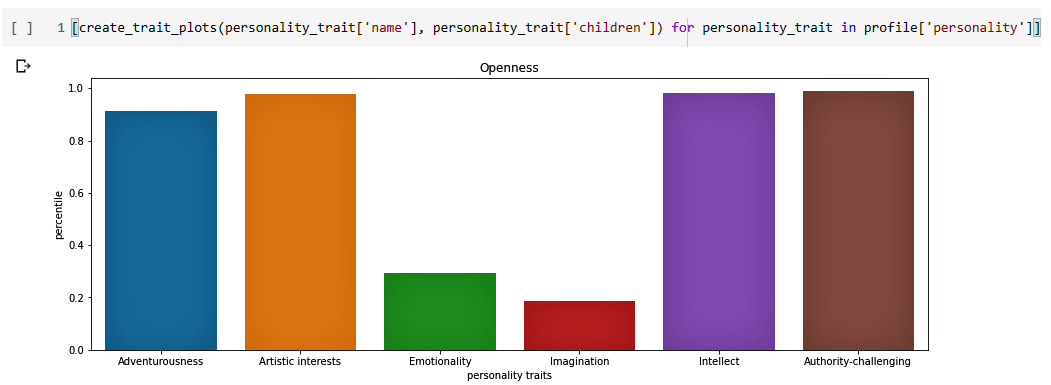 [ ] 1 [create_trait_plots(personality_trait['name'], personality_trait['children']) for personality_trait in profile['personality']]
Openness
1.0
0.8
0.6
0.4
0.2
0.0
percentile
Adventurousness Artistic interests Emotionality Imagination Intellect Authority-challenging
personality traits